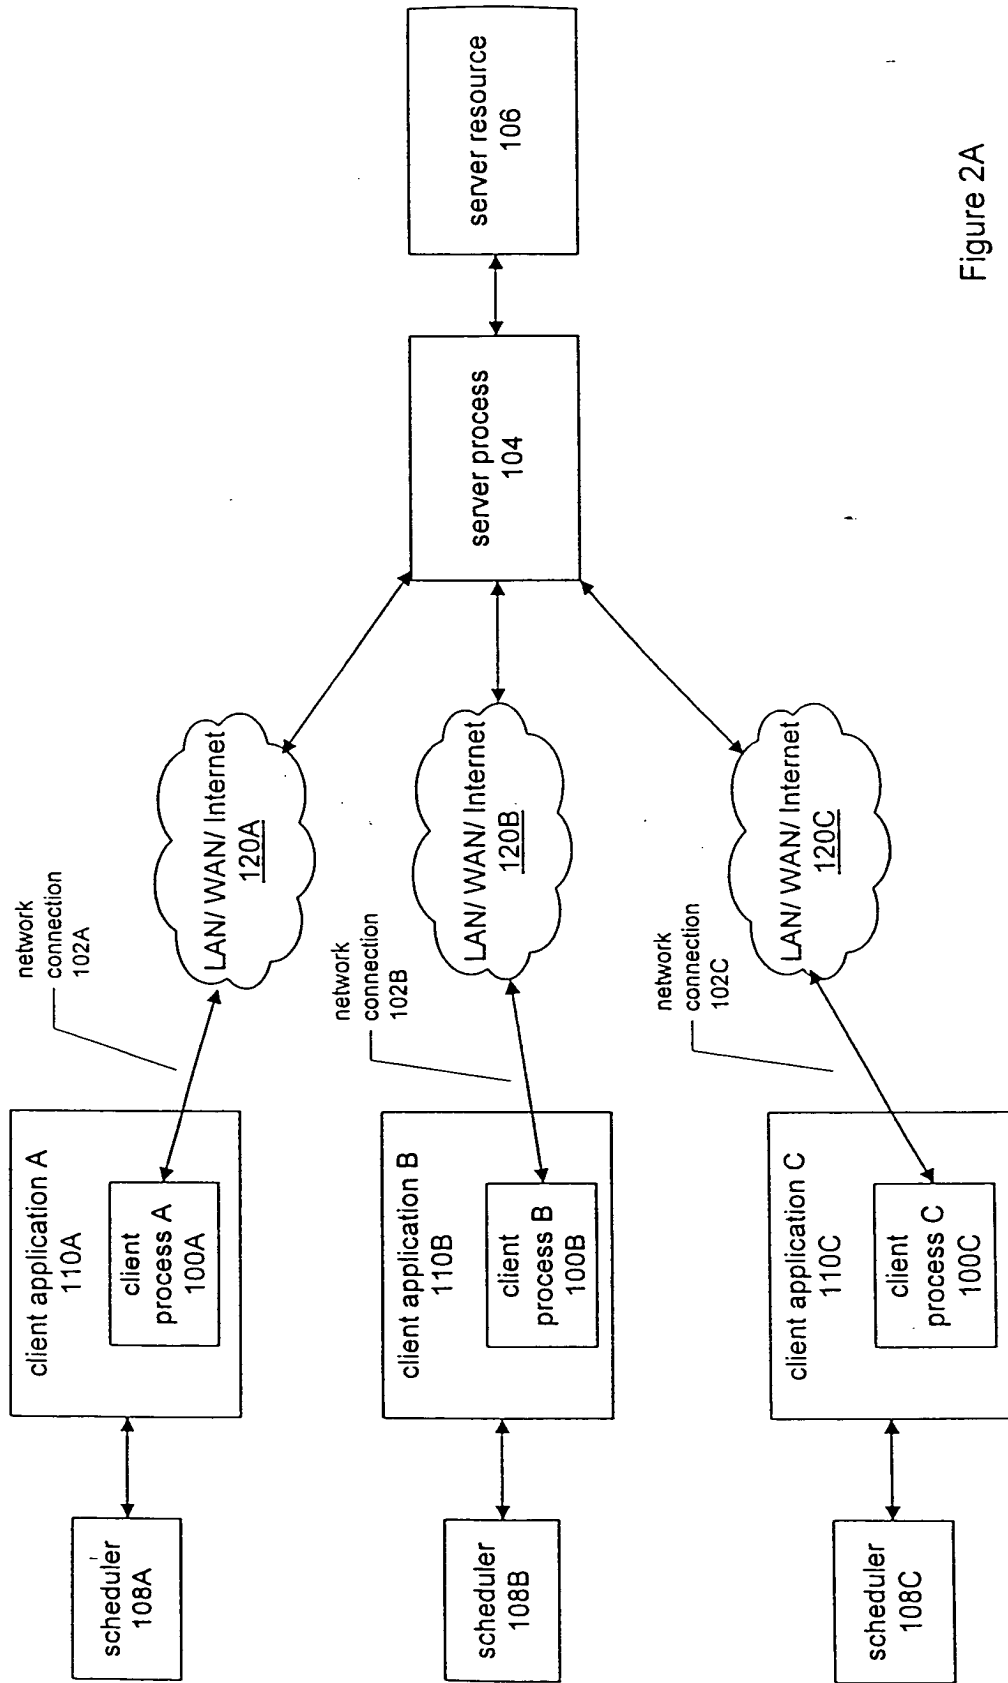 scheduler
108A
client application A
110A
client
process A
100A
network
connection
102A
LAN/ WAN/ Internet
120A
scheduler
108B
client application B
110B
client
process B
100B
network
connection
102B
LAN/ WAN/ Internet
120B
server process
104
server resource
106
scheduler
108C
client application C
110C
client
process C
100C
network
connection
102C
LAN/ WAN/ Internet
120C
Figure 2A